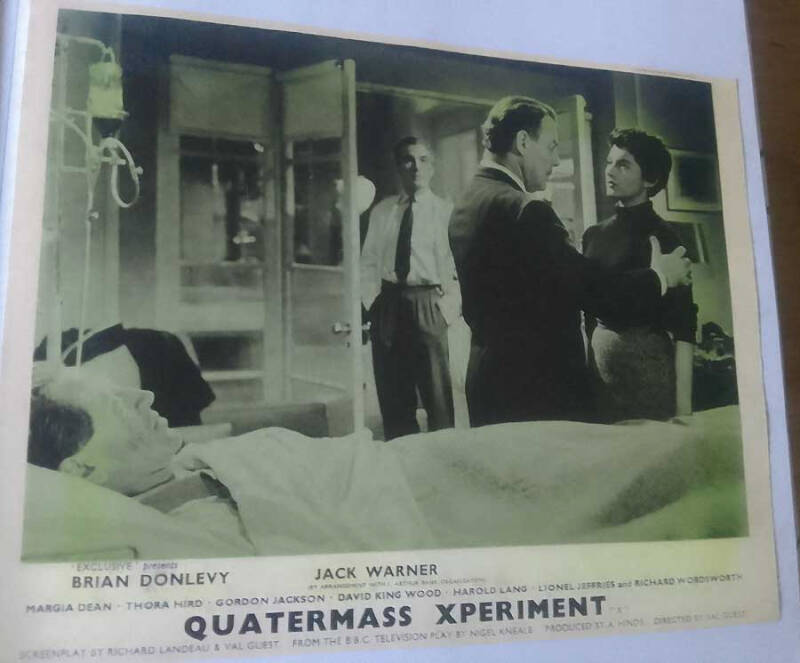 'EXCLUSIVE' presents
BRIAN DONLEVY JACK WARNER
(BY ARRANGEMENT WITH J. ARTHUR RANK ORGANISATION)
MARGIA DEAN · THORA HIRD · GORDON JACKSON · DAVID KING WOOD · HAROLD LANG · LIONEL JEFFRIES and RICHARD WORDSWORTH
QUATERMASS XPERIMENT
SCREENPLAY BY RICHARD LANDEAU & VAL GUEST FROM THE B.B.C. TELEVISION PLAY BY NIGEL KNEALE PRODUCED BY A. HINDS DIRECTED BY VAL GUEST